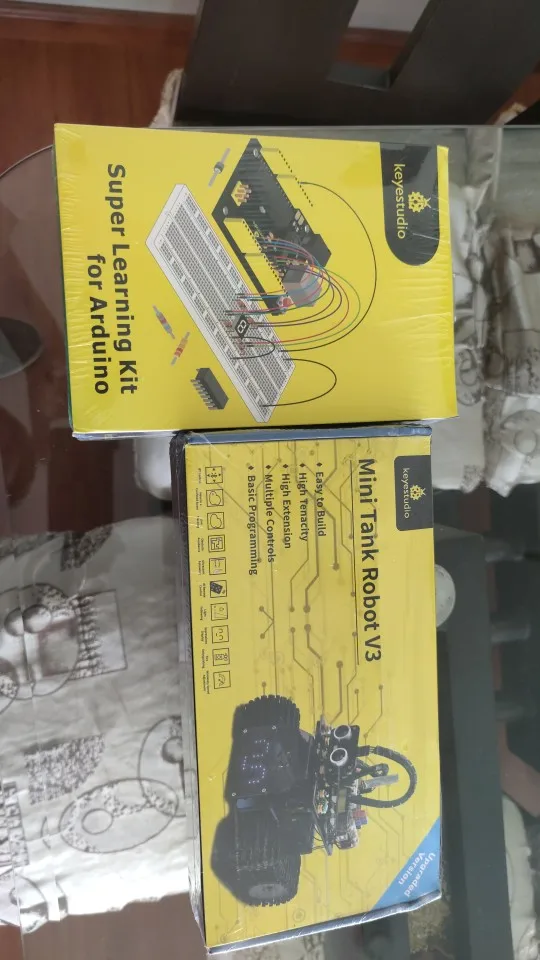 keyestudio
Super Learning Kit
for Arduino
keyestudio
Mini Tank Robot V3
Easy to Build
High Tenacity
High Extension
Multiple Controls
Basic Programming
Upgraded
Version